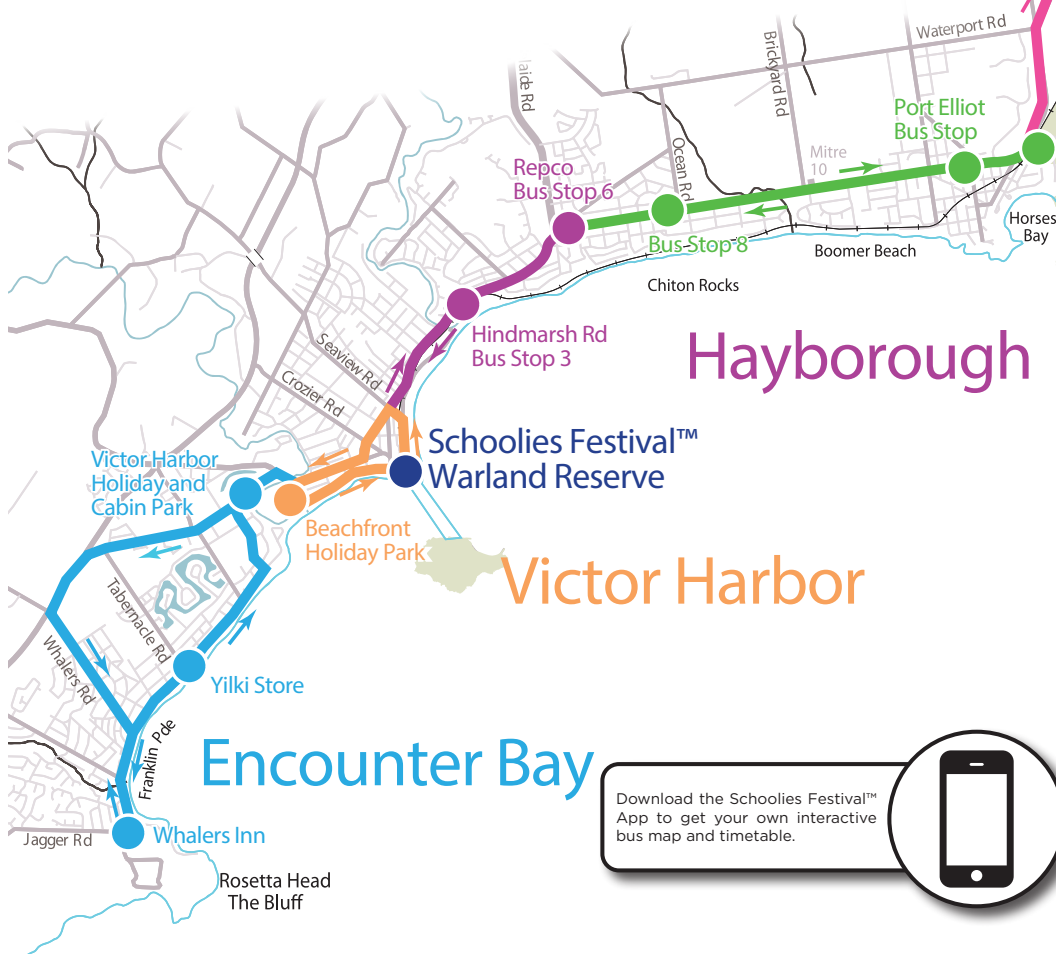 Waterport Rd
Brickyard Rd
laide Rd
Port Elliot
Bus Stop
Mitre
10
Ocean Rd
Repco
Bus Stop 6
Horses
Bay
Bus Stop 8
Boomer Beach
Chiton Rocks
Hindmarsh Rd
Bus Stop 3
Hayborough
Seaview Rd
Crozier Rd
Schoolies Festival™
Warland Reserve
Victor Harbor
Holiday and
Cabin Park
Beachfront
Holiday Park
Victor Harbor
Tabernacle Rd
Whalers Rd
Yilki Store
Franklin Pde
Encounter Bay
Download the Schoolies Festival™
App to get your own interactive
bus map and timetable.
Jagger Rd
Whalers Inn
Rosetta Head
The Bluff